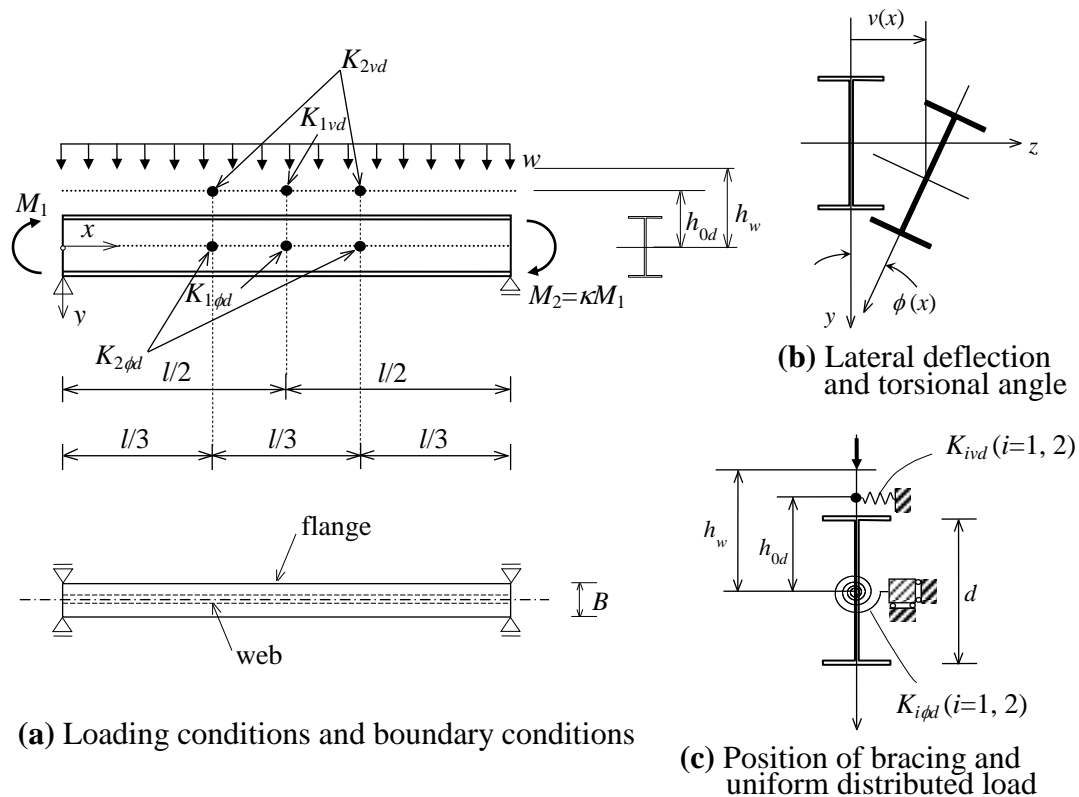 K2vd
K1vd
w
M1
x
h0d
hw
K1ϕd
M2=κM1
y
K2ϕd
l/2
l/2
l/3
l/3
l/3
flange
B
web
(a) Loading conditions and boundary conditions
v(x)
z
y
ϕ(x)
(b) Lateral deflection
and torsional angle
Kivd (i=1, 2)
hw
h0d
d
Kiϕd (i=1, 2)
(c) Position of bracing and
uniform distributed load